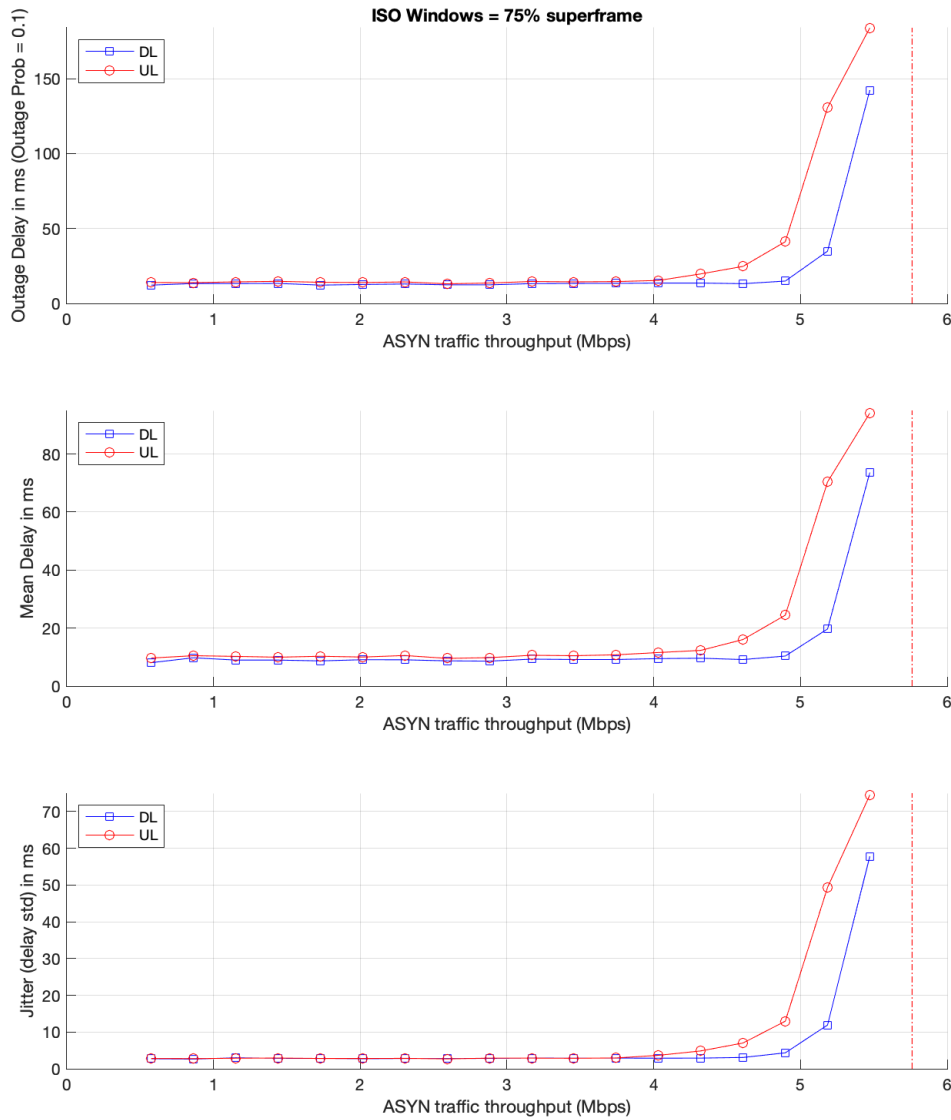 ISO Windows = 75% superframe
Outage Delay in ms (Outage Prob = 0.1)
DL
UL
150
100
50
0
0 1 2 3 4 5 6
ASYN traffic throughput (Mbps)
Mean Delay in ms
DL
UL
80
60
40
20
0
0 1 2 3 4 5 6
ASYN traffic throughput (Mbps)
Jitter (delay std) in ms
DL
UL
70
60
50
40
30
20
10
0
0 1 2 3 4 5 6
ASYN traffic throughput (Mbps)